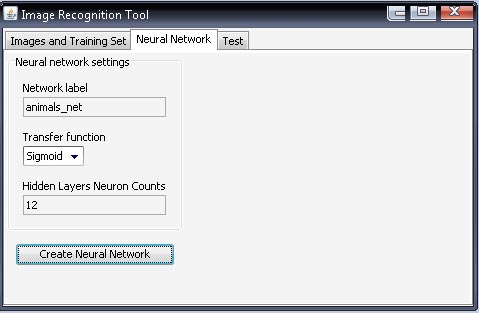 Image Recognition Tool
Images and Training Set Neural Network Test
Neural network settings
Network label
animals_net
Transfer function
Sigmoid
Hidden Layers Neuron Counts
12
Create Neural Network